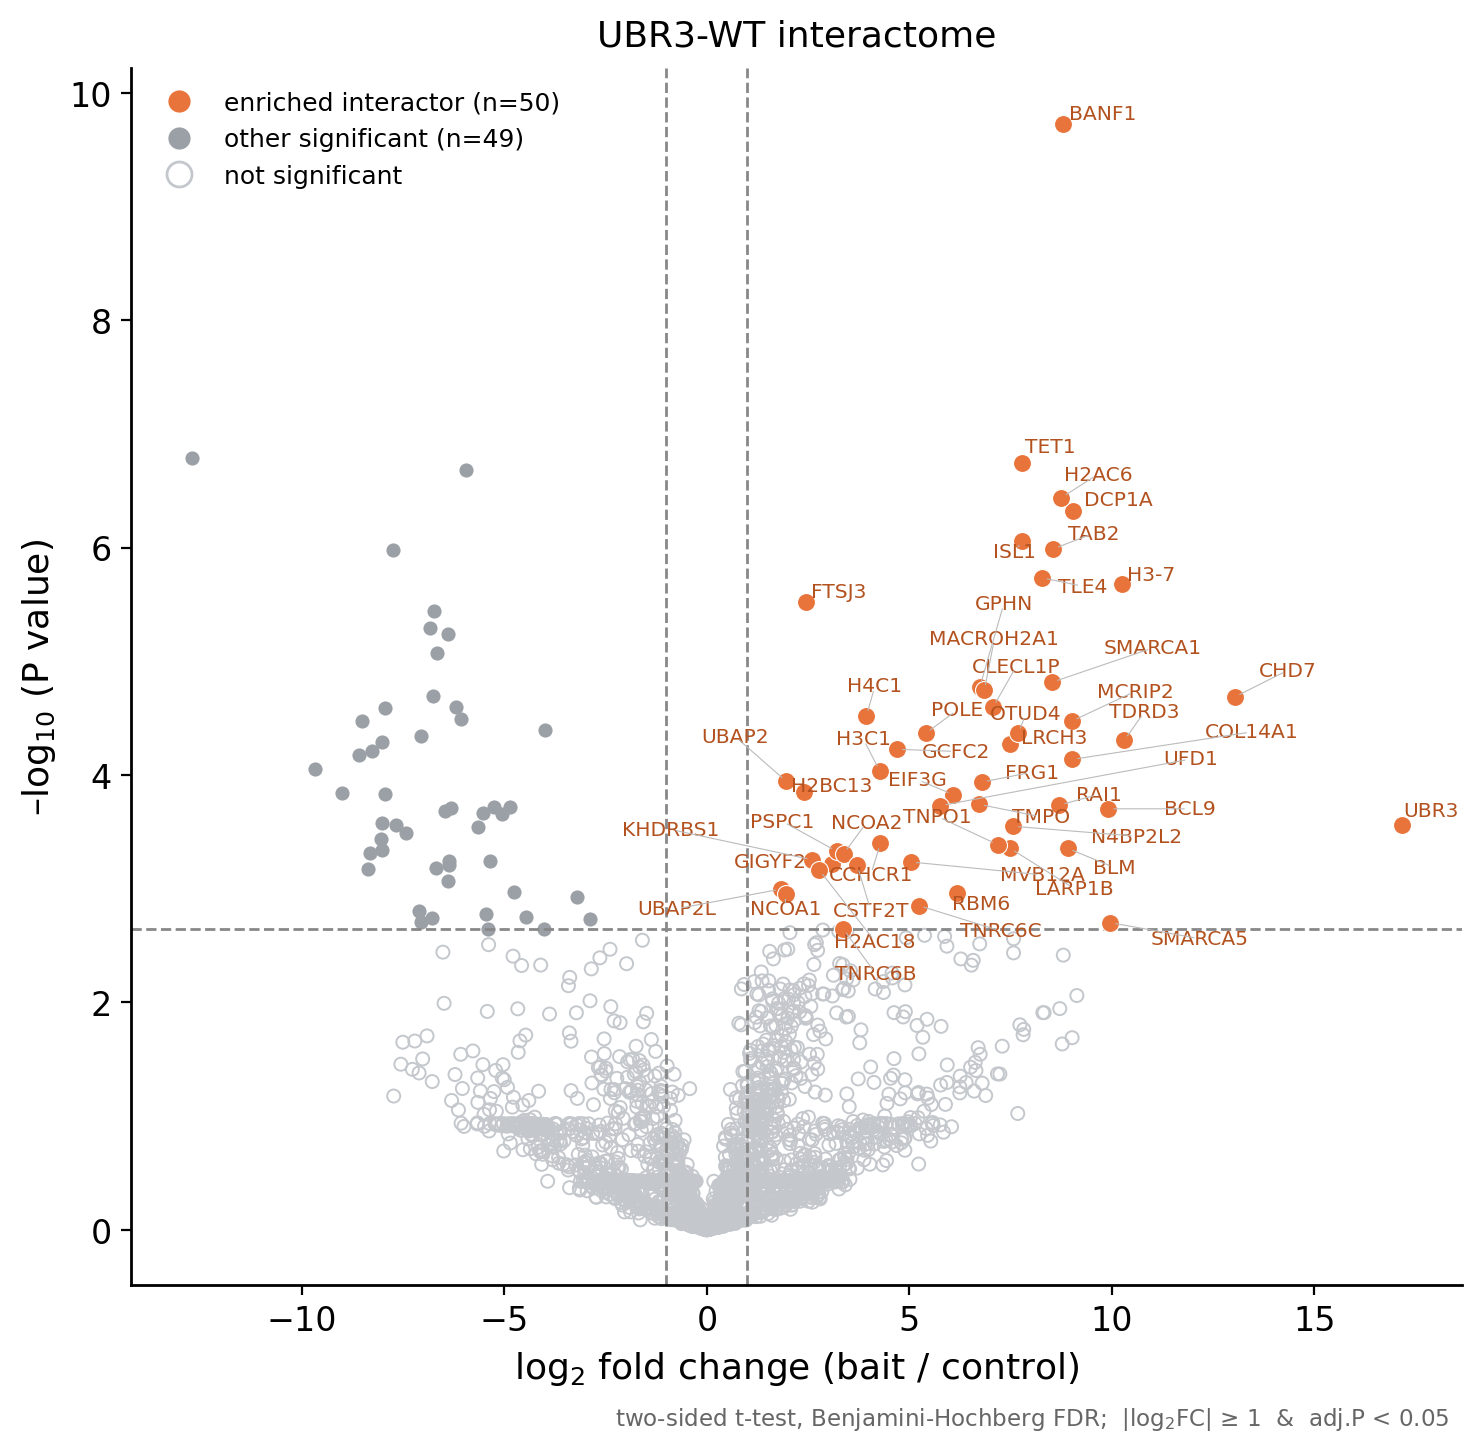 UBR3-WT interactome
enriched interactor (n=50)
other significant (n=49)
not significant
BANF1
TET1
H2AC6
DCP1A
TAB2
ISL1
H3-7
TLE4
FTSJ3
GPHN
MACROH2A1
SMARCA1
CLECL1P
CHD7
H4C1
MCRIP2
POLE
OTUD4
TDRD3
UBAP2
H3C1
LRCH3
COL14A1
GCFC2
UFD1
FRG1
H2BC13
EIF3G
RAI1
BCL9
UBR3
KHDRBS1
PSPC1
NCOA2
TNPO1
TMPO
N4BP2L2
GIGYF2
CCHCR1
MVB12A
BLM
LARP1B
UBAP2L
NCOA1
CSTF2T
RBM6
H2AC18
TNRC6C
SMARCA5
TNRC6B
10
8
6
4
2
0
−10
−5
0
5
10
15
–log10 (P value)
log2 fold change (bait / control)
two-sided t-test, Benjamini-Hochberg FDR; |log2FC| ≥ 1 & adj.P < 0.05